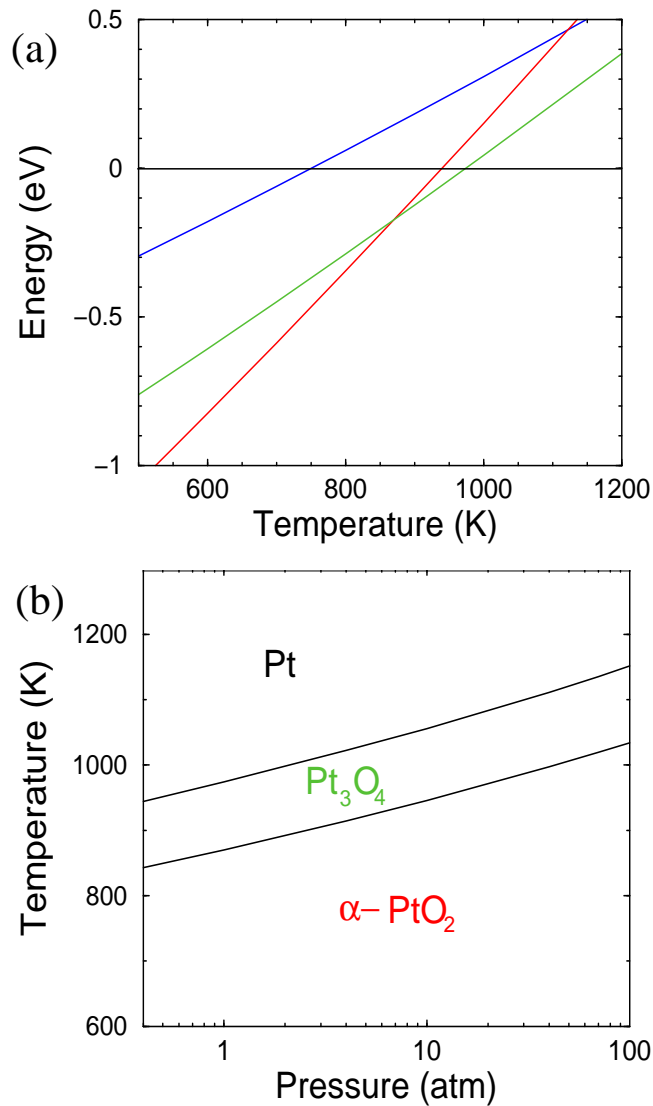 (a)
0.5
0
−0.5
−1
Energy (eV)
600 800 1000 1200
Temperature (K)
(b)
1200
1000
800
600
Temperature (K)
Pt
Pt₃O₄
α− PtO₂
1 10 100
Pressure (atm)